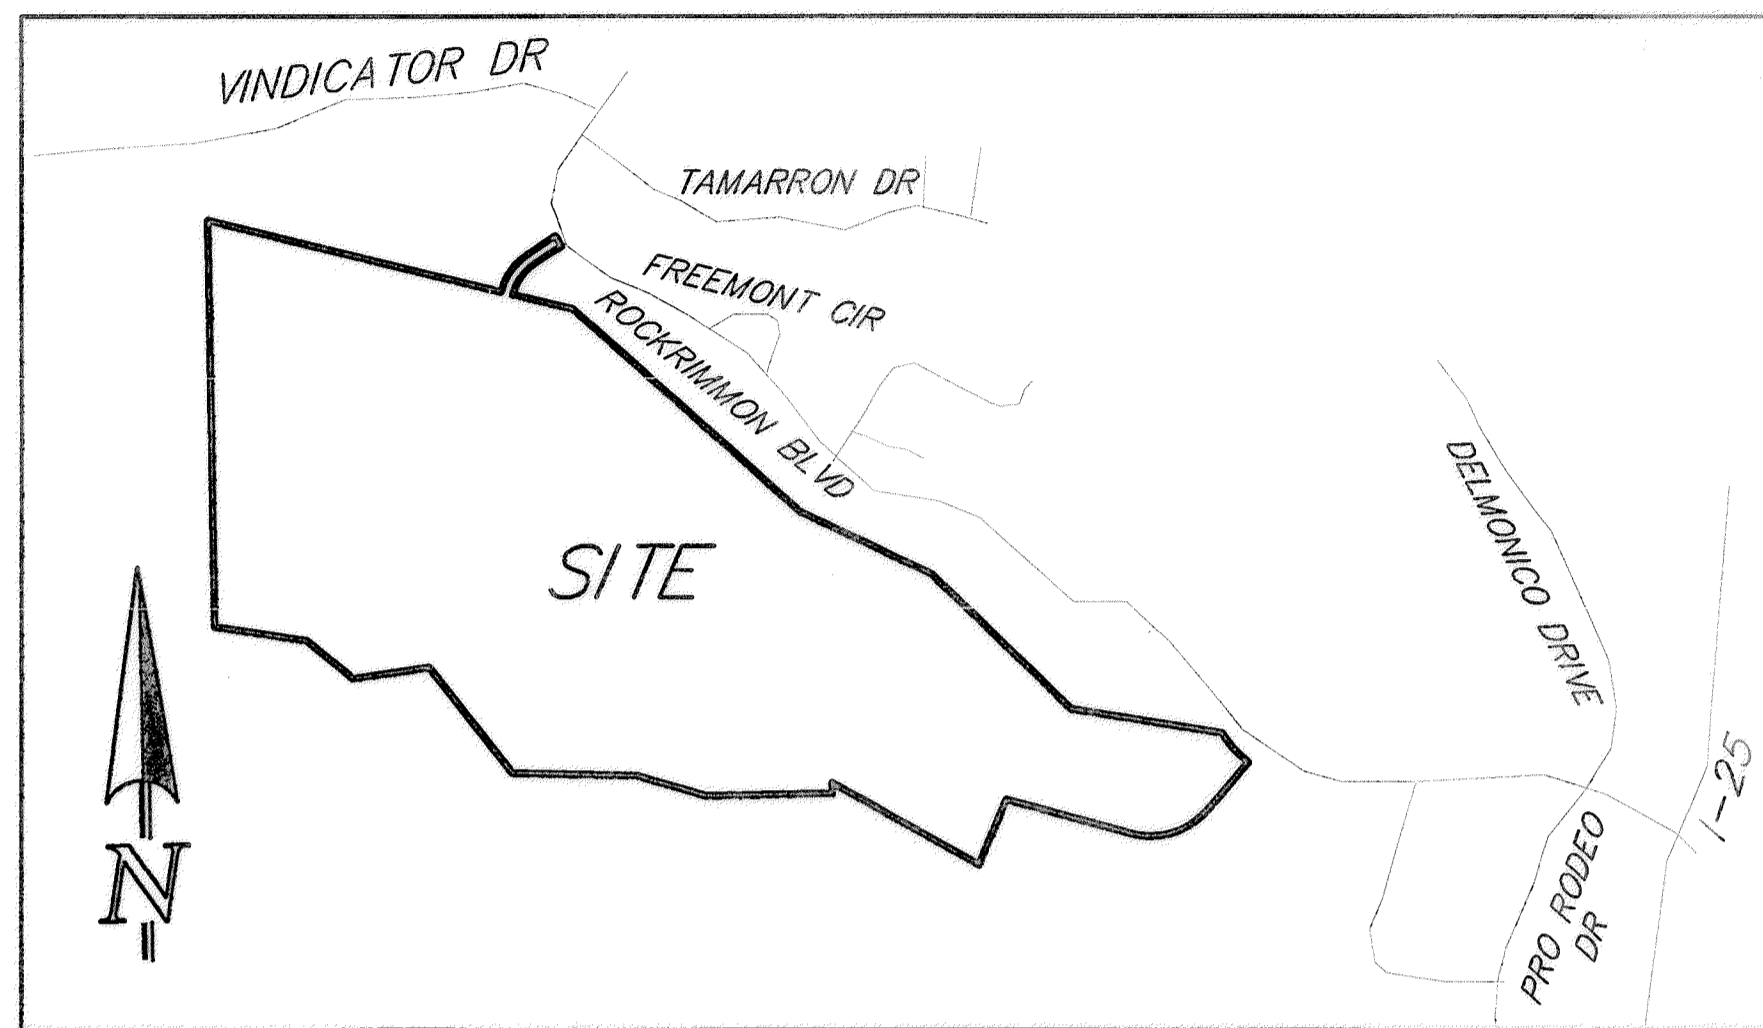 VINDICATOR DR
TAMARRON DR
FREEMONT CIR
ROCKRIMMON BLVD
SITE
DELMONICO DRIVE
I-25
N
PRO RODEO
DR